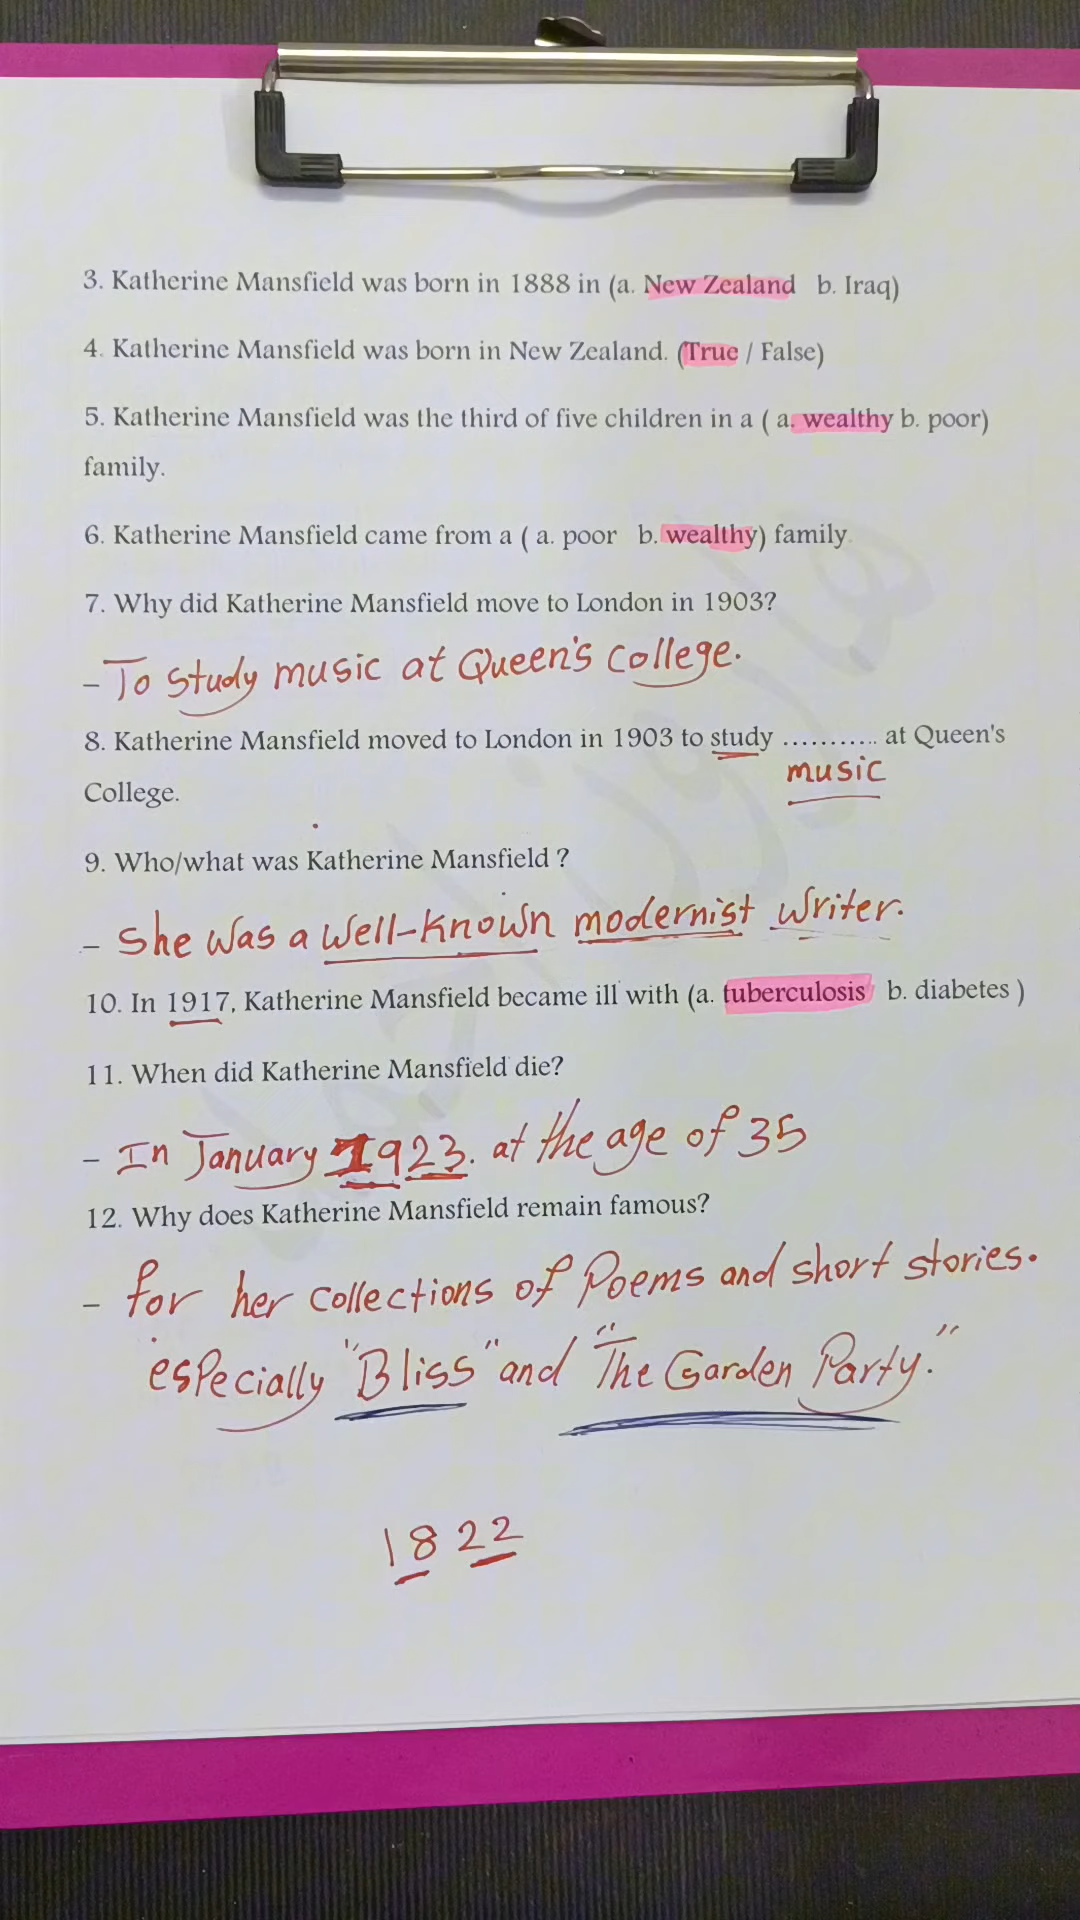 3. Katherine Mansfield was born in 1888 in (a. New Zealand b. Iraq)
4. Katherine Mansfield was born in New Zealand. (True / False)
5. Katherine Mansfield was the third of five children in a ( a. wealthy b. poor)
family.
6. Katherine Mansfield came from a ( a. poor b. wealthy) family.
7. Why did Katherine Mansfield move to London in 1903?
- To study music at Queen's college.
8. Katherine Mansfield moved to London in 1903 to study ........... at Queen's
music
College.
9. Who/what was Katherine Mansfield ?
- She was a well-known modernist writer.
10. In 1917, Katherine Mansfield became ill with (a. tuberculosis b. diabetes )
11. When did Katherine Mansfield die?
- In January 1923. at the age of 35
12. Why does Katherine Mansfield remain famous?
- for her collections of Poems and short stories.
especially "Bliss" and "The Garden Party."
1822